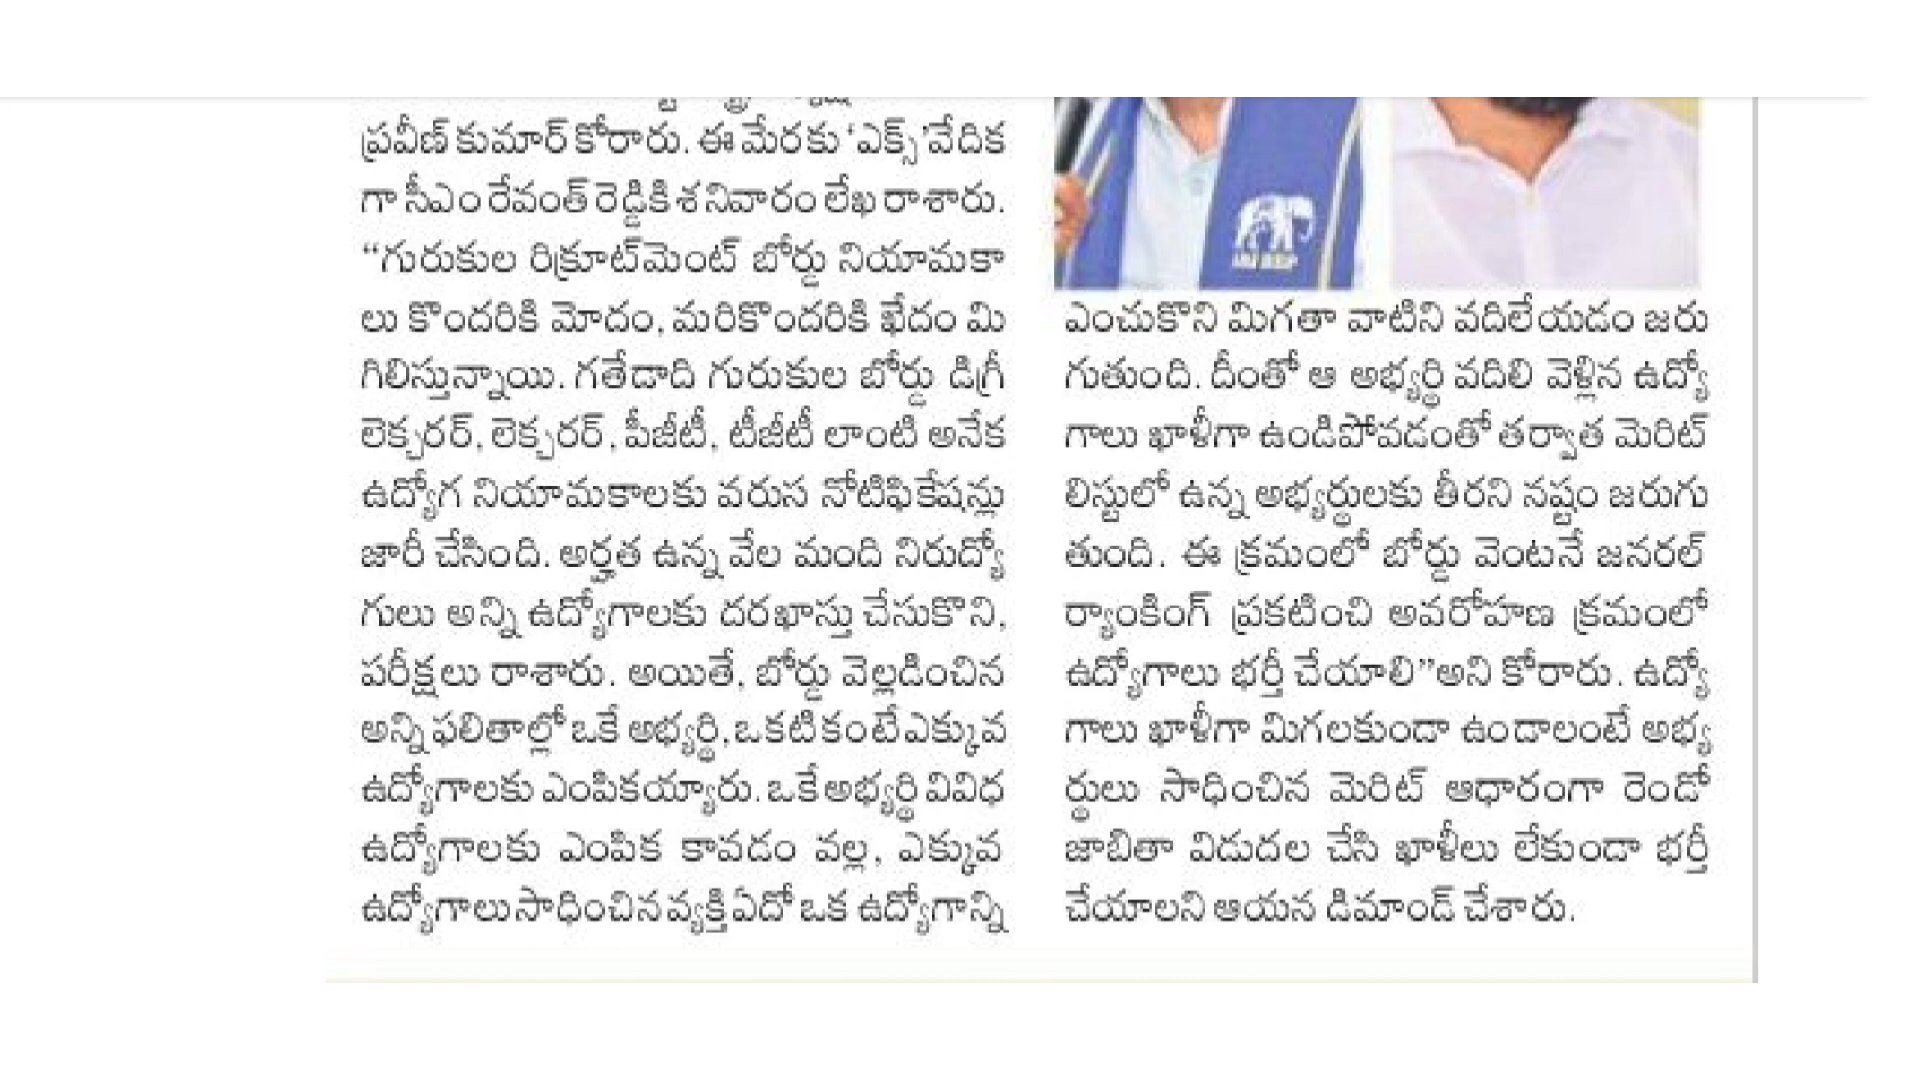 ప్రవీణ్ కుమార్ కోరారు. ఈ మేరకు ‘ఎక్స్’ వేదిక
గా సీఎం రేవంత్ రెడ్డికి శనివారం లేఖ రాశారు.
“గురుకుల రిక్రూట్‌మెంట్ బోర్డు నియామకా
లు కొందరికి మోదం, మరికొందరికి ఖేదం మి
గిలిస్తున్నాయి. గతేడాది గురుకుల బోర్డు డిగ్రీ
లెక్చరర్, లెక్చరర్, పీజీటీ, టీజీటీ లాంటి అనేక
ఉద్యోగ నియామకాలకు వరుస నోటిఫికేషన్లు
జారీ చేసింది. అర్హత ఉన్న వేల మంది నిరుద్యో
గులు అన్ని ఉద్యోగాలకు దరఖాస్తు చేసుకొని,
పరీక్షలు రాశారు. అయితే, బోర్డు వెల్లడించిన
అన్ని ఫలితాల్లో ఒకే అభ్యర్థి, ఒకటి కంటే ఎక్కువ
ఉద్యోగాలకు ఎంపికయ్యారు. ఒకే అభ్యర్థి వివిధ
ఉద్యోగాలకు ఎంపిక కావడం వల్ల, ఎక్కువ
ఉద్యోగాలు సాధించిన వ్యక్తి ఏదో ఒక ఉద్యోగాన్ని
ఎంచుకొని మిగతా వాటిని వదిలేయడం జరు
గుతుంది. దీంతో ఆ అభ్యర్థి వదిలి వెళ్లిన ఉద్యో
గాలు ఖాళీగా ఉండిపోవడంతో తర్వాత మెరిట్
లిస్టులో ఉన్న అభ్యర్థులకు తీరని నష్టం జరుగు
తుంది. ఈ క్రమంలో బోర్డు వెంటనే జనరల్
ర్యాంకింగ్ ప్రకటించి అవరోహణ క్రమంలో
ఉద్యోగాలు భర్తీ చేయాలి”అని కోరారు. ఉద్యో
గాలు ఖాళీగా మిగలకుండా ఉండాలంటే అభ్య
ర్థులు సాధించిన మెరిట్ ఆధారంగా రెండో
జాబితా విడుదల చేసి ఖాళీలు లేకుండా భర్తీ
చేయాలని ఆయన డిమాండ్ చేశారు.